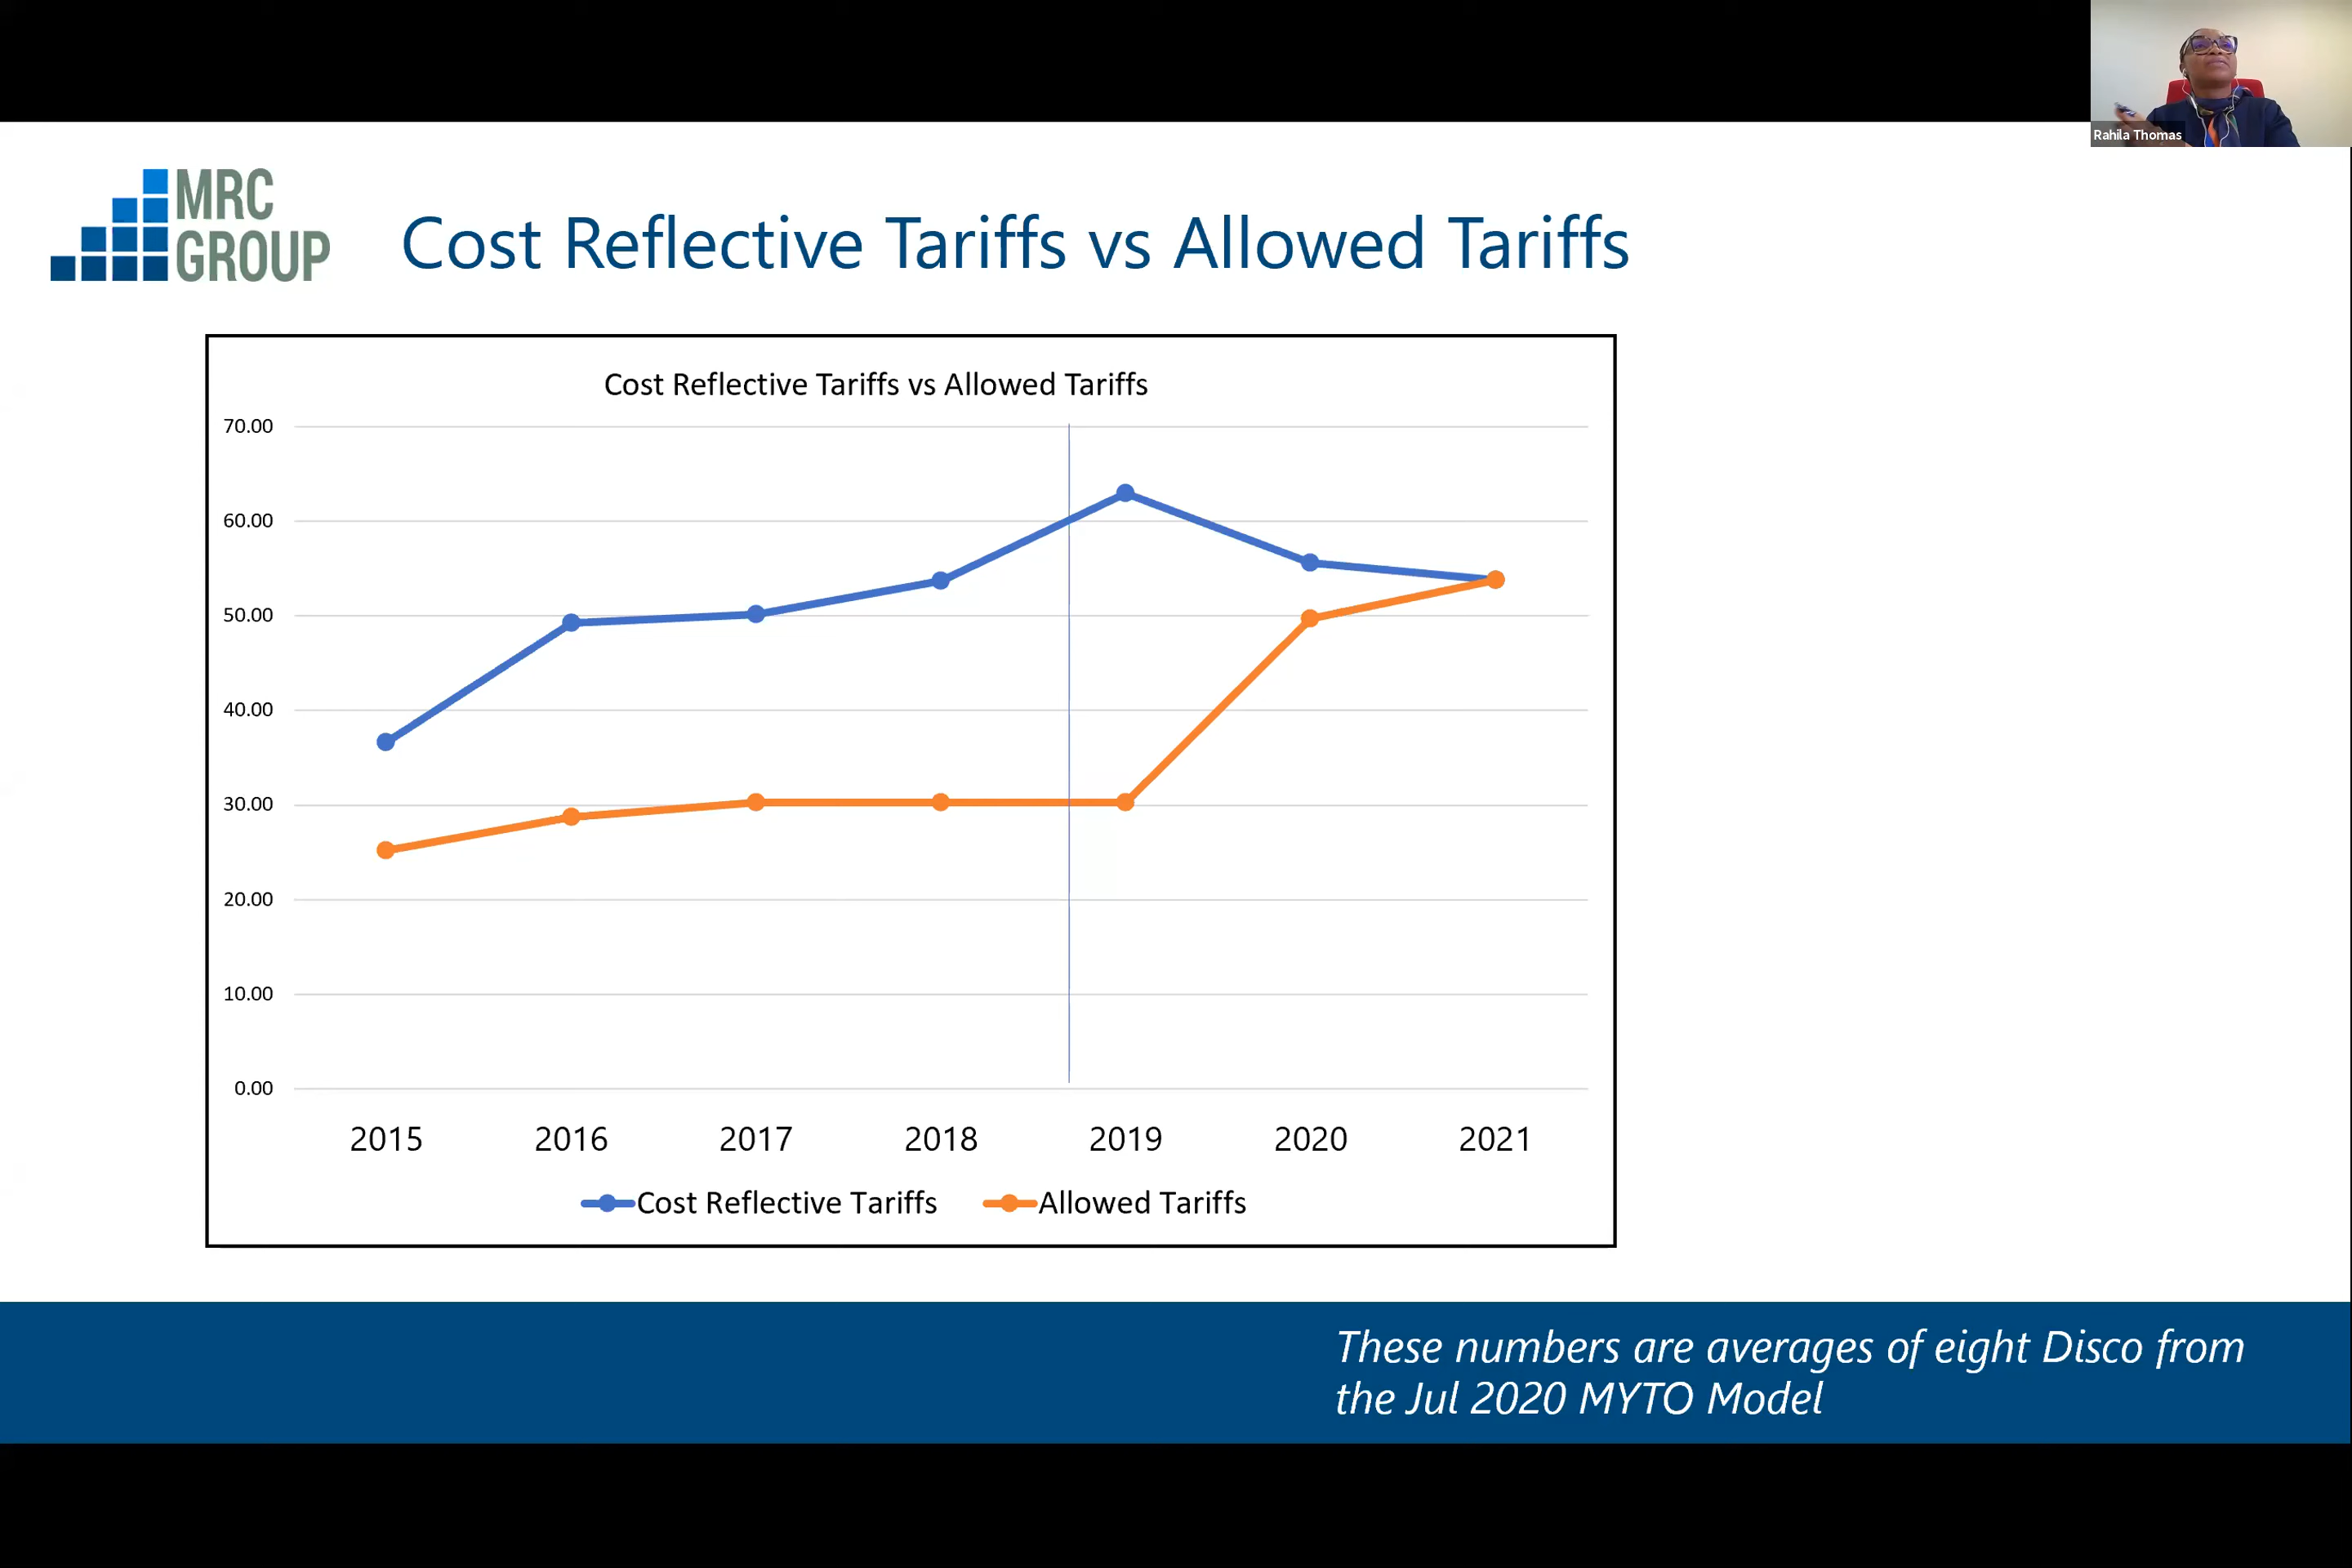 Rahila Thomas
MRC
GROUP
Cost Reflective Tariffs vs Allowed Tariffs
Cost Reflective Tariffs vs Allowed Tariffs
70.00
60.00
50.00
40.00
30.00
20.00
10.00
0.00
2015 2016 2017 2018 2019 2020 2021
Cost Reflective Tariffs Allowed Tariffs
These numbers are averages of eight Disco from
the Jul 2020 MYTO Model